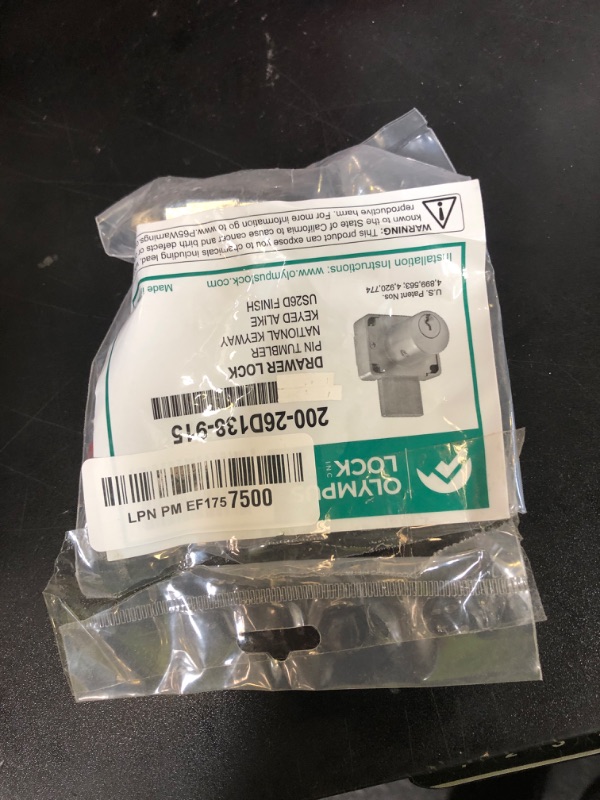 OLYMPUS
LOCK
INC
200-26D138-915
DRAWER LOCK
PIN TUMBLER
NATIONAL KEYWAY
KEYED ALIKE
US26D FINISH
U.S. Patent Nos.
4,899,563; 4,920,774
Installation Instructions: www.olympuslock.com
Made
WARNING: This product can expose you to chemicals including lead,
known to the State of California to cause cancer and birth defects or
reproductive harm. For more information go to www.P65Warnings
LPN PM EF1757500